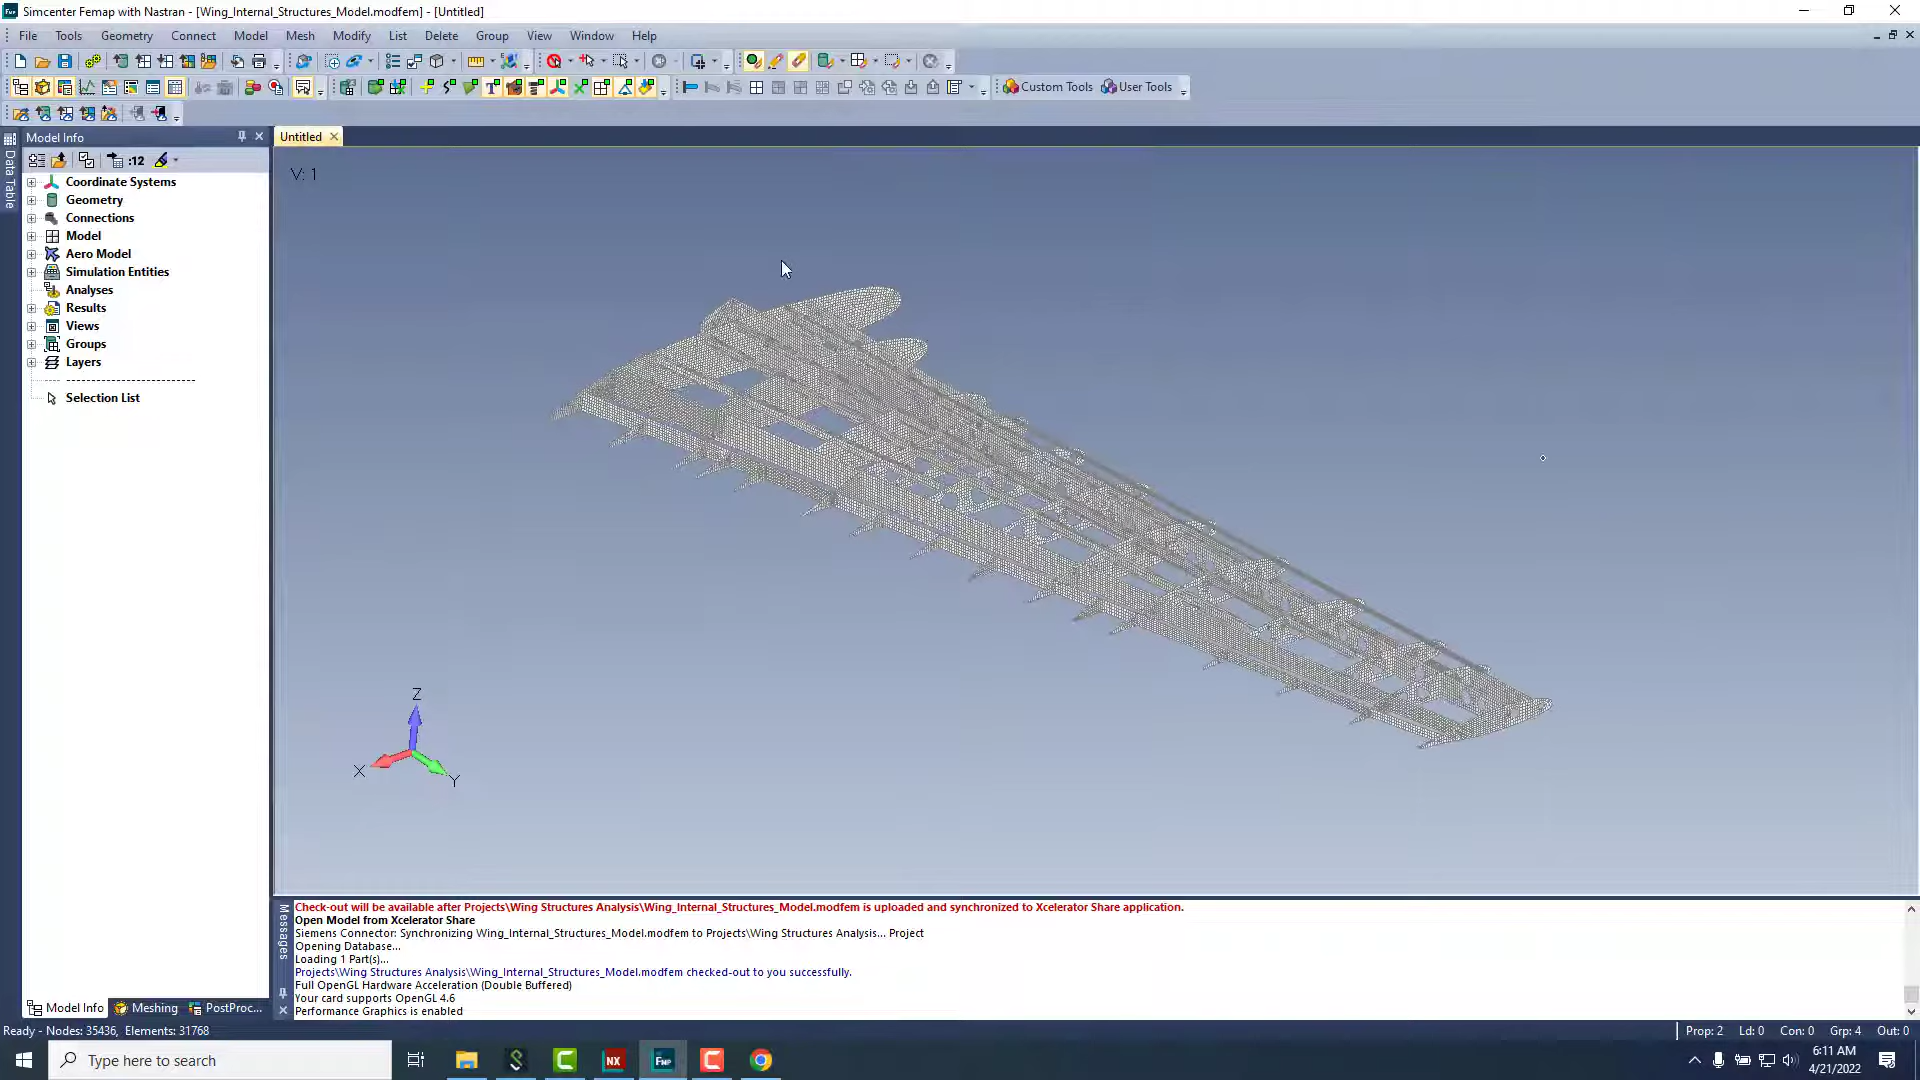 Simcenter Femap with Nastran - [Wing_Internal_Structures_Model.modfem] - [Untitled]
File Tools Geometry Connect Model Mesh Modify List Delete Group View Window Help
Custom Tools User Tools
Model Info
Untitled
Data Table
:12
V: 1
Coordinate Systems
Geometry
Connections
Model
Aero Model
Simulation Entities
Analyses
Results
Views
Groups
Layers
Selection List
Z
X
Y
Messages
Check-out will be available after Projects\Wing Structures Analysis\Wing_Internal_Structures_Model.modfem is uploaded and synchronized to Xcelerator Share application.
Open Model from Xcelerator Share
Siemens Connector: Synchronizing Wing_Internal_Structures_Model.modfem to Projects\Wing Structures Analysis... Project
Opening Database...
Loading 1 Part(s)...
Projects\Wing Structures Analysis\Wing_Internal_Structures_Model.modfem checked-out to you successfully.
Full OpenGL Hardware Acceleration (Double Buffered)
Your card supports OpenGL 4.6
Performance Graphics is enabled
Model Info Meshing PostProc...
Ready - Nodes: 35436, Elements: 31768
Prop: 2 Ld: 0 Con: 0 Grp: 4 Out: 0
Type here to search
NX
FMP
6:11 AM
4/21/2022